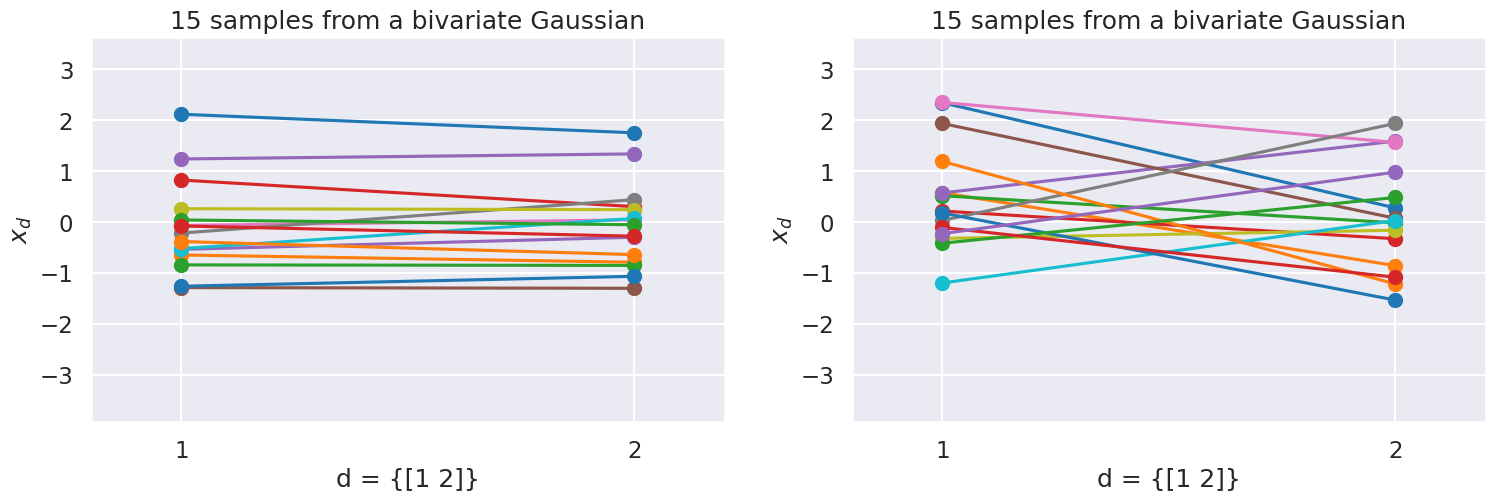 15 samples from a bivariate Gaussian
3
2
1
0
−1
−2
−3
x_d
1 2
d = {[1 2]}
15 samples from a bivariate Gaussian
3
2
1
0
−1
−2
−3
x_d
1 2
d = {[1 2]}